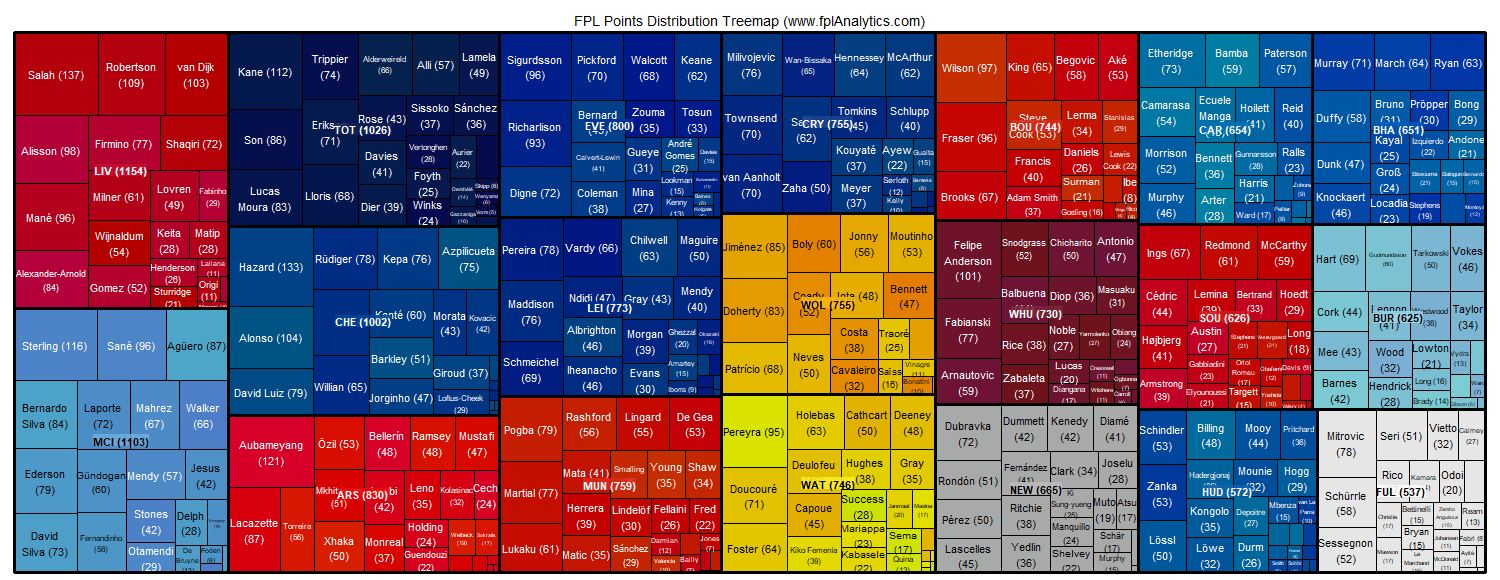 FPL Points Distribution Treemap (www.fplAnalytics.com)
Salah (137)
Robertson
(109)
van Dijk
(103)
Alisson (98)
Firmino (77)
Shaqiri (72)
LIV (1154)
Mané (96)
Milner (61)
Lovren
(49)
Fabinho
(29)
Wijnaldum
(54)
Keita
(28)
Matip
(28)
Alexander-Arnold
(84)
Gomez (52)
Henderson
(26)
Lallana
(11)
Sturridge
(21)
Origi
(11)
Sterling (116)
Sané (96)
Agüero (87)
Bernardo
Silva (84)
Laporte
(72)
Mahrez
(67)
Walker
(66)
MCI (1103)
Ederson
(79)
Gündogan
(60)
Mendy (57)
Jesus
(42)
David
Silva (73)
Fernandinho
(58)
Stones
(42)
Delph
(28)
Otamendi
(29)
De
Bruyne
Foden
(8)
Kane (112)
Trippier
(74)
Alderweireld
(66)
Alli (57)
Lamela
(49)
Son (86)
Eriks
(71)
TOT (1026)
Rose (43)
Sissoko
(37)
Sánchez
(36)
Lucas
Moura (83)
Lloris (68)
Davies
(41)
Dier (39)
Vertonghen
(28)
Aurier
(22)
Foyth
(25)
Winks
(24)
Dembélé
Skipp (6)
Wanyama
Gazzaniga
(10)
Vorm (5)
Hazard (133)
Rüdiger (78)
Kepa (76)
Azpilicueta
(75)
CHE (1002)
Kanté (60)
Morata
(43)
Kovacic
(42)
Alonso (104)
Barkley (51)
Giroud (37)
David Luiz (79)
Willian (65)
Jorginho (47)
Loftus-Cheek
(29)
Aubameyang
(121)
Özil (53)
Bellerín
(48)
Ramsey
(48)
Mustafi
(47)
Mkhit
(51)
ARS (830)
bi
(42)
Leno
(35)
Kolasinac
(32)
Cech
(24)
Lacazette
(87)
Torreira
(56)
Xhaka
(50)
Monreal
(37)
Holding
(24)
Guendouzi
(22)
Welbeck
(19)
Sokratis
(17)
Sigurdsson
(96)
Pickford
(70)
Walcott
(68)
Keane
(62)
Richarlison
(93)
Bernard
EVE (800)
Zouma
(35)
Tosun
(33)
Calvert-Lewin
(41)
Gueye
(31)
André
Gomes
(25)
Davies
(15)
Digne (72)
Coleman
(38)
Mina
(27)
Lookman
(15)
Kenny
(13)
Baines
(5)
Holgate
Pereira (78)
Vardy (66)
Chilwell
(63)
Maguire
(50)
Maddison
(76)
Ndidi (47)
LEI (773)
Gray (43)
Mendy
(40)
Albrighton
(46)
Morgan
(39)
Ghezzal
(20)
Okazaki
(16)
Schmeichel
(69)
Iheanacho
(46)
Evans
(30)
Amartey
(15)
Iborra (9)
Pogba (79)
Rashford
(56)
Lingard
(55)
De Gea
(53)
Martial
(77)
Mata (41)
Smalling
Young
(35)
Shaw
(34)
MUN (759)
Herrera
(39)
Lindelöf
(30)
Fellaini
(26)
Fred
(22)
Lukaku (61)
Matic (35)
Sánchez
(29)
Darmian
(12)
Jones
(7)
Valencia
(10)
Bailly
(7)
Milivojevic
(76)
Wan-Bissaka
(65)
Hennessey
(64)
McArthur
(62)
Townsend
(70)
Sa
(62)
CRY (755)
Tomkins
(45)
Schlupp
(40)
van Aanholt
(70)
Zaha (50)
Kouyaté
(37)
Ayew
(22)
Guaita
(15)
Meyer
(37)
Sørloth
(12)
Benteke
(8)
Kelly
(10)
Jiménez (85)
Boly (60)
Jonny
(56)
Moutinho
(53)
Doherty (83)
Coady
(52)
WOL (755)
Jota (48)
Bennett
(47)
Patrício (68)
Neves
(50)
Costa
(38)
Traoré
(25)
Cavaleiro
(32)
Saïss
(16)
Vinagre
(11)
Bonatini
(10)
Pereyra (95)
Holebas
(63)
Cathcart
(50)
Deeney
(48)
Doucouré
(71)
Deulofeu
Hughes
(38)
Gray
(35)
WAT (746)
Capoue
(45)
Success
(28)
Janmaat
(20)
Masina
(17)
Foster (64)
Kiko Femenía
(39)
Mariappa
(23)
Kabasele
(22)
Sema
(17)
Quina
(13)
Wilson (97)
King (65)
Begovic
(58)
Aké
(53)
Fraser (96)
Steve
Cook (53)
BOU (744)
Lerma
(34)
Stanislas
(29)
Brooks (67)
Francis
(40)
Daniels
(26)
Lewis
Cook (22)
Adam Smith
(37)
Surman
(21)
Ibe
(8)
Gosling (16)
Felipe
Anderson
(101)
Snodgrass
(52)
Chicharito
(50)
Antonio
(47)
Fabianski
(77)
Balbuena
WHU (730)
Diop (36)
Masuaku
(31)
Rice (38)
Noble
(27)
Yarmolenko
(27)
Obiang
(24)
Arnautovic
(59)
Zabaleta
(37)
Lucas
(20)
Cresswell
(11)
Ogbonna
(7)
Diangana
(17)
Wilshere
(11)
Carroll
Dubravka
(72)
Dummett
(42)
Kenedy
(42)
Diamé
(41)
Rondón (51)
Fernández
(41)
Clark (34)
Joselu
(28)
NEW (665)
Pérez (50)
Ritchie
(38)
Ki
Sung-yueng
(25)
Muto
(19)
Atsu
(17)
Lascelles
(45)
Yedlin
(36)
Manquillo
(24)
Schär
(17)
Shelvey
(22)
Murphy
(15)
Etheridge
(73)
Bamba
(59)
Paterson
(57)
Camarasa
(54)
Ecuele
Manga
CAR (654)
Hoilett
(41)
Reid
(40)
Morrison
(52)
Bennett
(36)
Gunnarsson
(28)
Ralls
(23)
Murphy
(46)
Arter
(28)
Harris
(21)
Zohore
(9)
Ward (17)
Ings (67)
Redmond
(61)
McCarthy
(59)
Cédric
(44)
Lemina
(39)
SOU (626)
Bertrand
(33)
Hoedt
(29)
Højbjerg
(41)
Austin
(27)
Stephens
(21)
Vestergaard
(21)
Long
(18)
Armstrong
(39)
Gabbiadini
(23)
Oriol
Romeu
(17)
Obafemi
(12)
Davis (9)
Elyounoussi
(21)
Targett
(15)
Yoshida
(10)
Schindler
(53)
Billing
(48)
Mooy
(44)
Pritchard
(36)
Zanka
(53)
Hadergjonaj
(35)
HUD (572)
Mounie
(32)
Hogg
(29)
Lössl
(50)
Kongolo
(35)
Depoitre
(27)
Mbenza
(15)
van La
Parra
(10)
Löwe
(32)
Durm
(26)
Murray (71)
March (64)
Ryan (63)
Duffy (58)
Bruno
(31)
BHA (651)
Pröpper
(30)
Bong
(29)
Dunk (47)
Kayal
(25)
Izquierdo
(22)
Andone
(21)
Knockaert
(46)
Groß
(24)
Bissouma
(21)
Balogun
(15)
Bernardo
(15)
Locadia
(23)
Stephens
(19)
Montoya
(12)
Hart (69)
Gudmundsson
(60)
Tarkowski
(50)
Vokes
(46)
Cork (44)
Lennon
(41)
BUR (625)
Westwood
(38)
Taylor
(34)
Mee (43)
Wood
(32)
Lowton
(21)
Vydra
(13)
Barnes
(42)
Hendrick
(28)
Long (16)
Brady (14)
Gibson (6)
Mitrovic
(78)
Seri (51)
Vietto
(32)
Cairney
(27)
Rico
Kamara
Odoi
(20)
FUL (537)
Schürrle
(58)
Christie
(17)
Bettinelli
(15)
Zambo
Anguissa
(15)
Ream
(13)
Sessegnon
(52)
Mawson
(17)
Bryan
(15)
Johansen
(11)
Fabri (8)
Le
Marchand
McDonald
(11)
Ayité
(7)